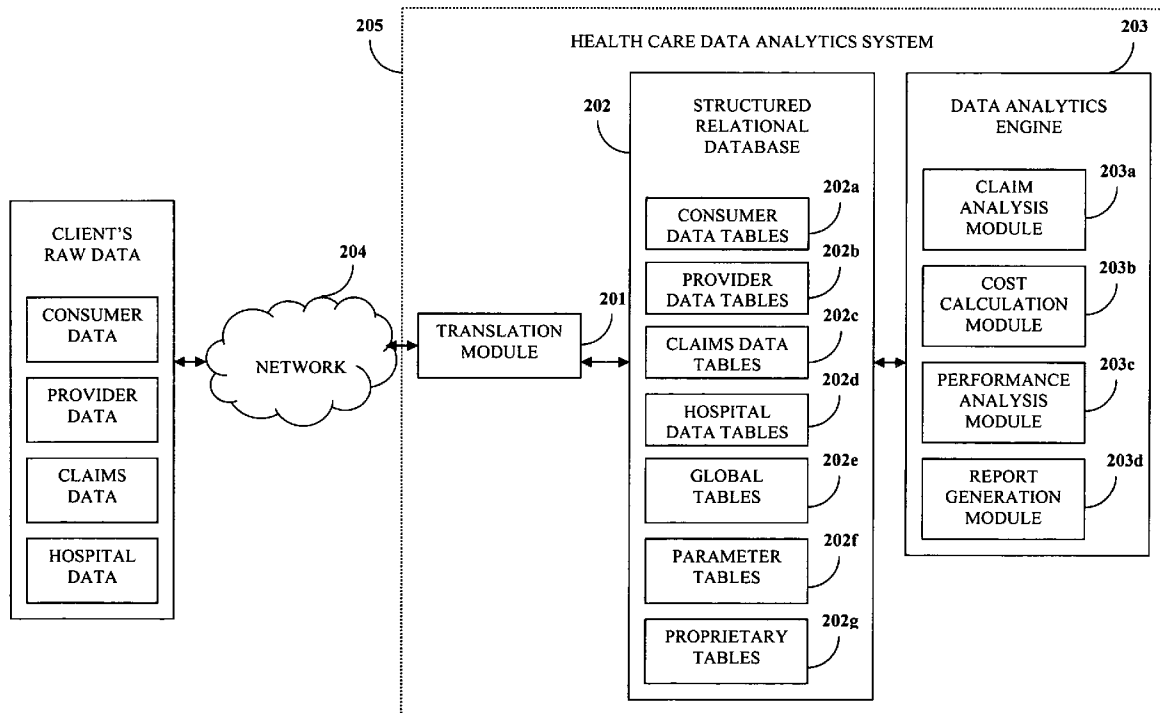 205
HEALTH CARE DATA ANALYTICS SYSTEM
203
CLIENT'S
RAW DATA
CONSUMER
DATA
PROVIDER
DATA
CLAIMS
DATA
HOSPITAL
DATA
204
NETWORK
201
TRANSLATION
MODULE
202
STRUCTURED
RELATIONAL
DATABASE
202a
CONSUMER
DATA TABLES
202b
PROVIDER
DATA TABLES
202c
CLAIMS DATA
TABLES
202d
HOSPITAL
DATA TABLES
202e
GLOBAL
TABLES
202f
PARAMETER
TABLES
202g
PROPRIETARY
TABLES
DATA ANALYTICS
ENGINE
203a
CLAIM
ANALYSIS
MODULE
203b
COST
CALCULATION
MODULE
203c
PERFORMANCE
ANALYSIS
MODULE
203d
REPORT
GENERATION
MODULE